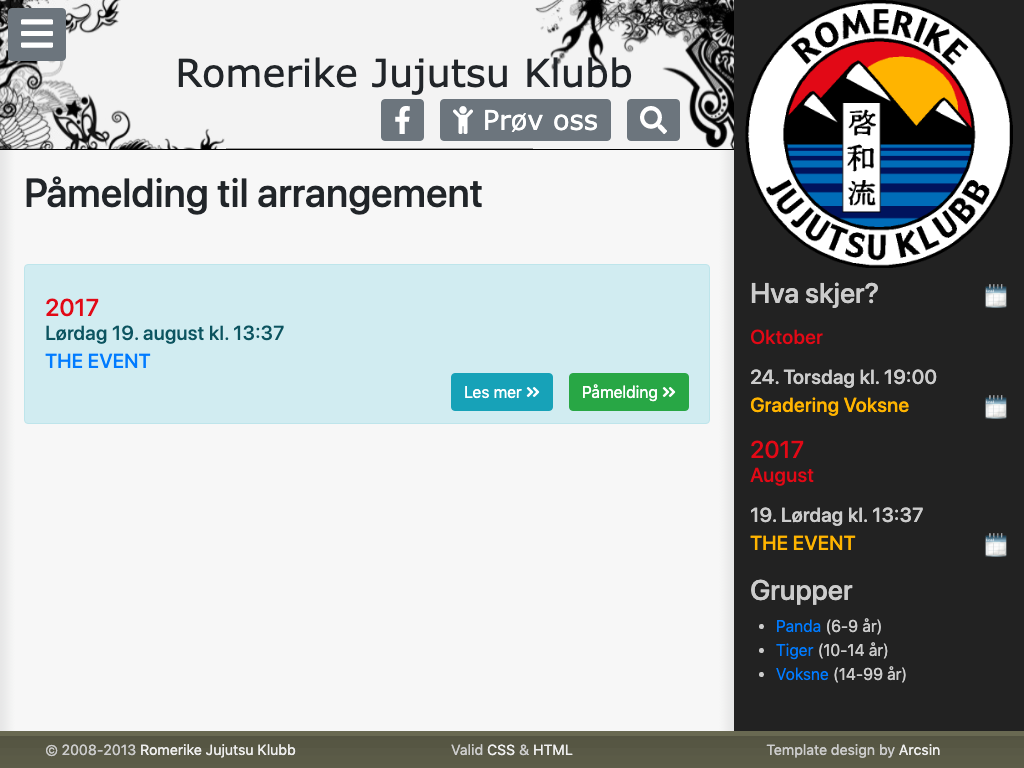 Romerike Jujutsu Klubb
Prøv oss
Påmelding til arrangement
2017
Lørdag 19. august kl. 13:37
THE EVENT
Les mer »
Påmelding »
ROMERIKE
啓和流
JUJUTSU KLUBB
Hva skjer?
Oktober
24. Torsdag kl. 19:00
Gradering Voksne
2017
August
19. Lørdag kl. 13:37
THE EVENT
Grupper
• Panda (6-9 år)
• Tiger (10-14 år)
• Voksne (14-99 år)
© 2008-2013 Romerike Jujutsu Klubb
Valid CSS & HTML
Template design by Arcsin